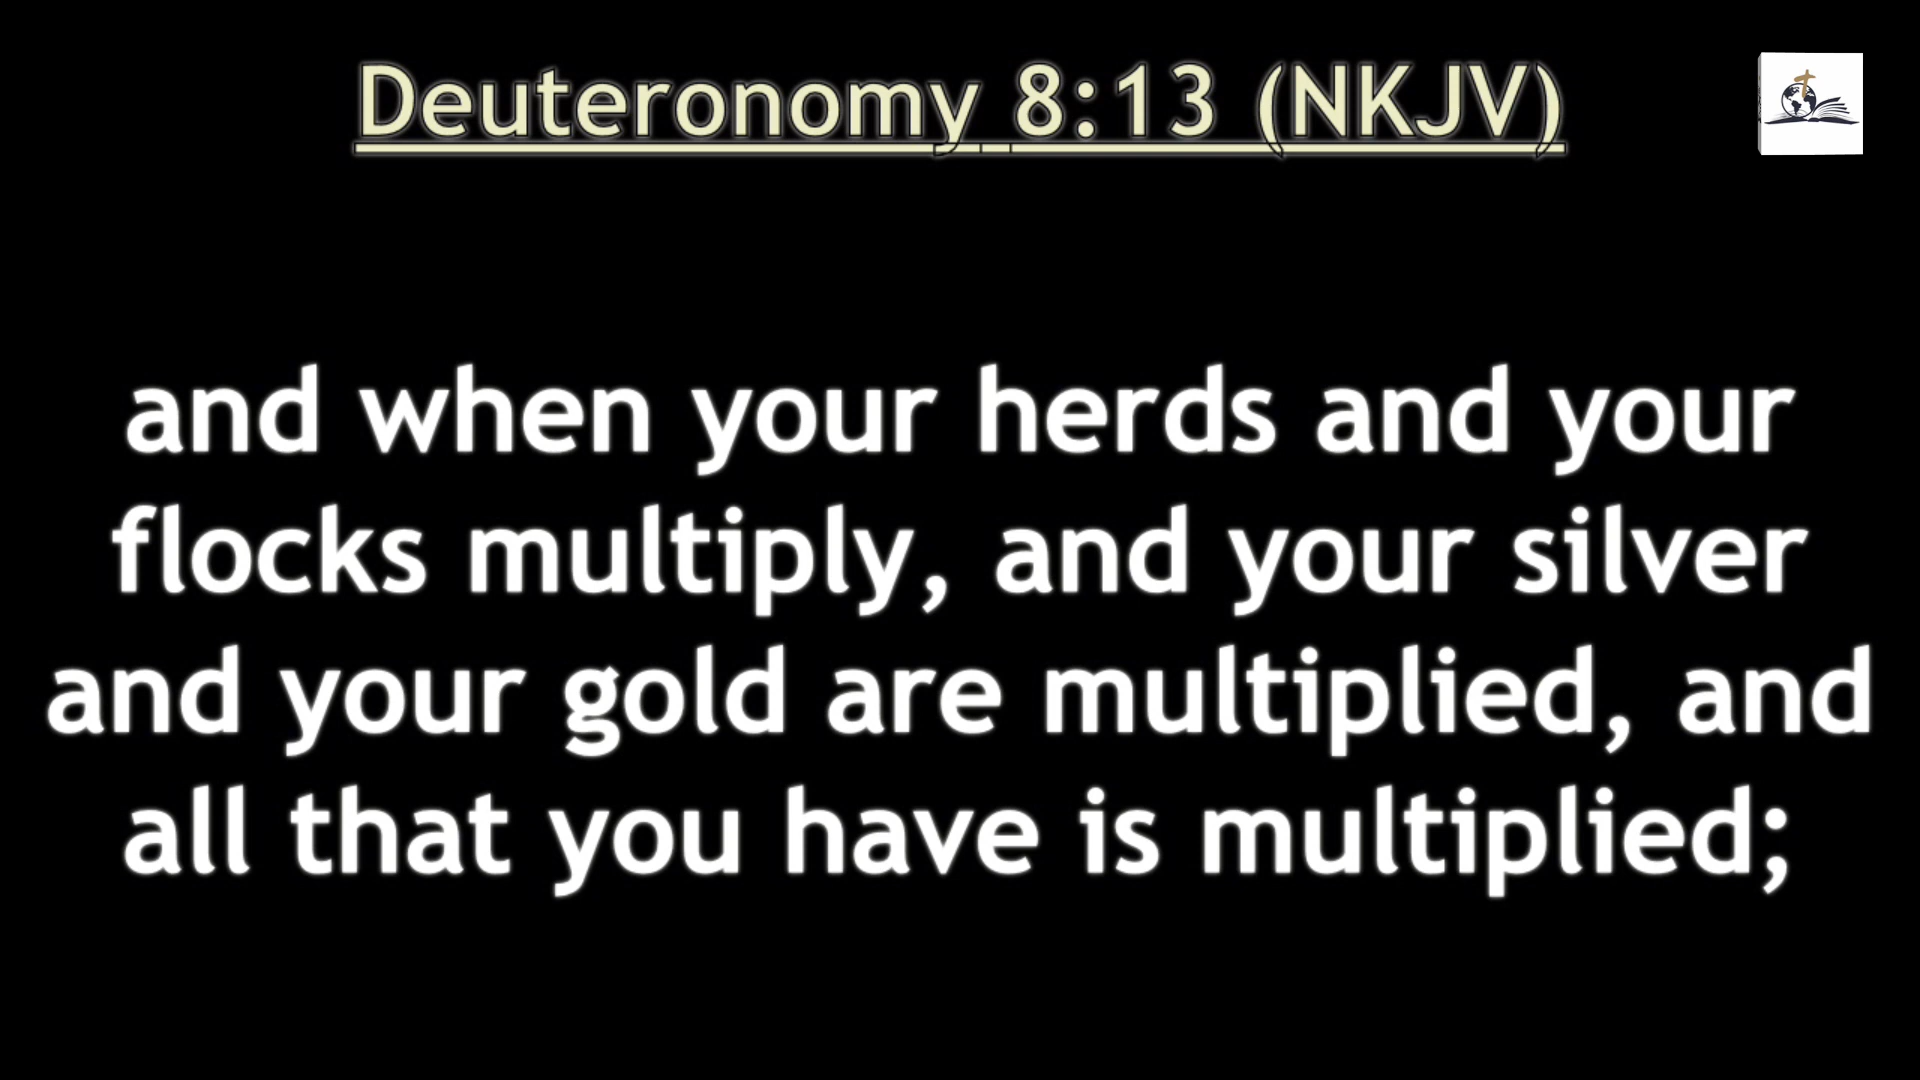 Deuteronomy 8:13 (NKJV)
and when your herds and your
flocks multiply, and your silver
and your gold are multiplied, and
all that you have is multiplied;